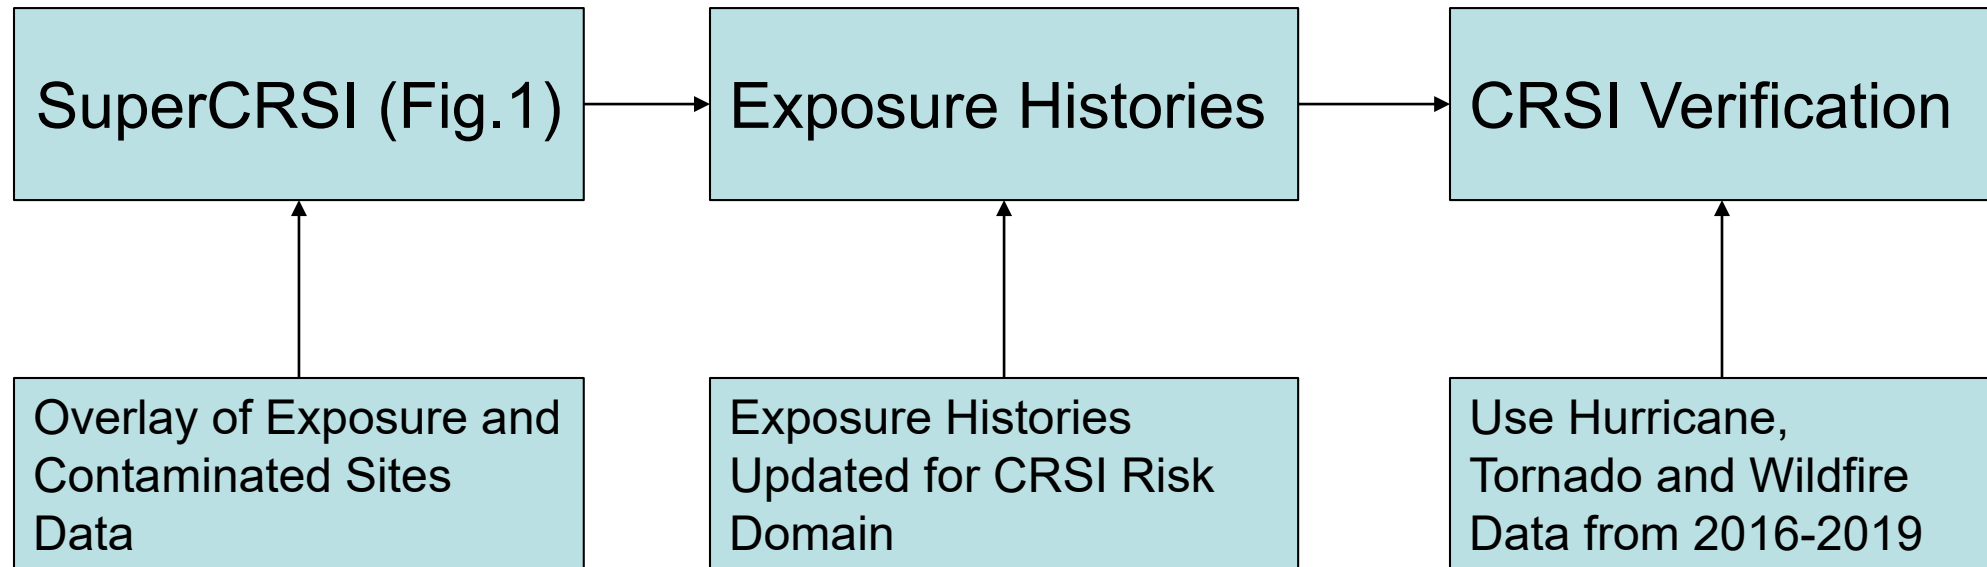 SuperCRSI (Fig.1)
Exposure Histories
CRSI Verification
Overlay of Exposure and
Contaminated Sites
Data
Exposure Histories
Updated for CRSI Risk
Domain
Use Hurricane,
Tornado and Wildfire
Data from 2016-2019